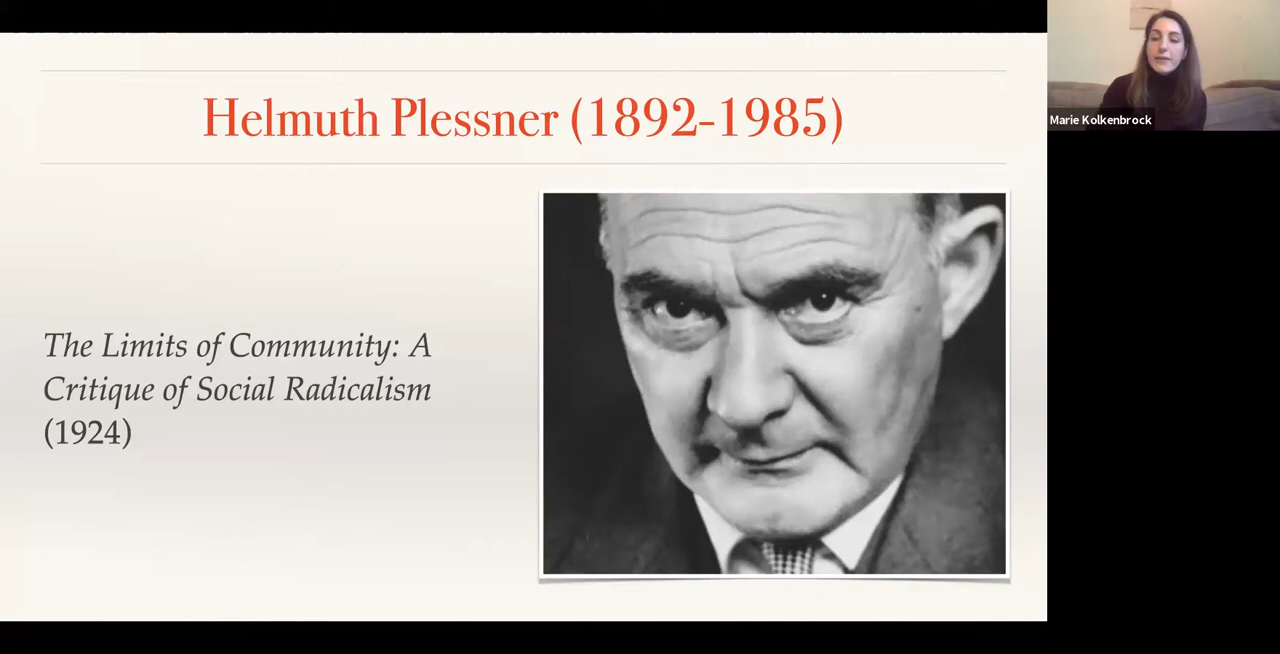 Helmuth Plessner (1892-1985)
The Limits of Community: A
Critique of Social Radicalism
(1924)
Marie Kolkenbrock